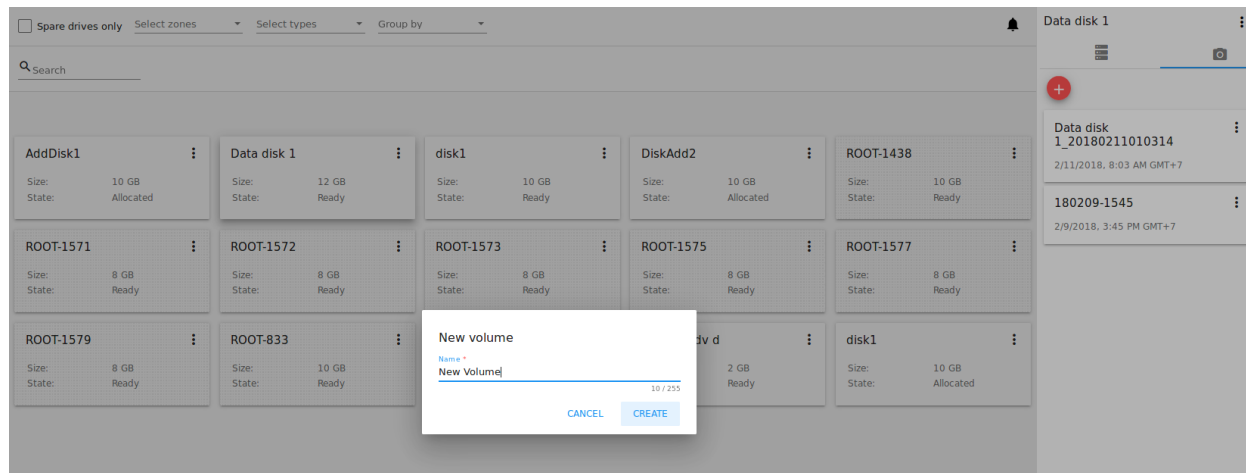 Spare drives only
Select zones
Select types
Group by
Search
AddDisk1
Size: 10 GB
State: Allocated
Data disk 1
Size: 12 GB
State: Ready
disk1
Size: 10 GB
State: Ready
DiskAdd2
Size: 10 GB
State: Allocated
ROOT-1438
Size: 10 GB
State: Ready
ROOT-1571
Size: 8 GB
State: Ready
ROOT-1572
Size: 8 GB
State: Ready
ROOT-1573
Size: 8 GB
State: Ready
ROOT-1575
Size: 8 GB
State: Ready
ROOT-1577
Size: 8 GB
State: Ready
ROOT-1579
Size: 8 GB
State: Ready
ROOT-833
Size: 10 GB
State: Ready
d
2 GB
Ready
disk1
Size: 10 GB
State: Allocated
New volume
Name *
New Volume
10 / 255
CANCEL
CREATE
Data disk 1
Data disk
1_20180211010314
2/11/2018, 8:03 AM GMT+7
180209-1545
2/9/2018, 3:45 PM GMT+7